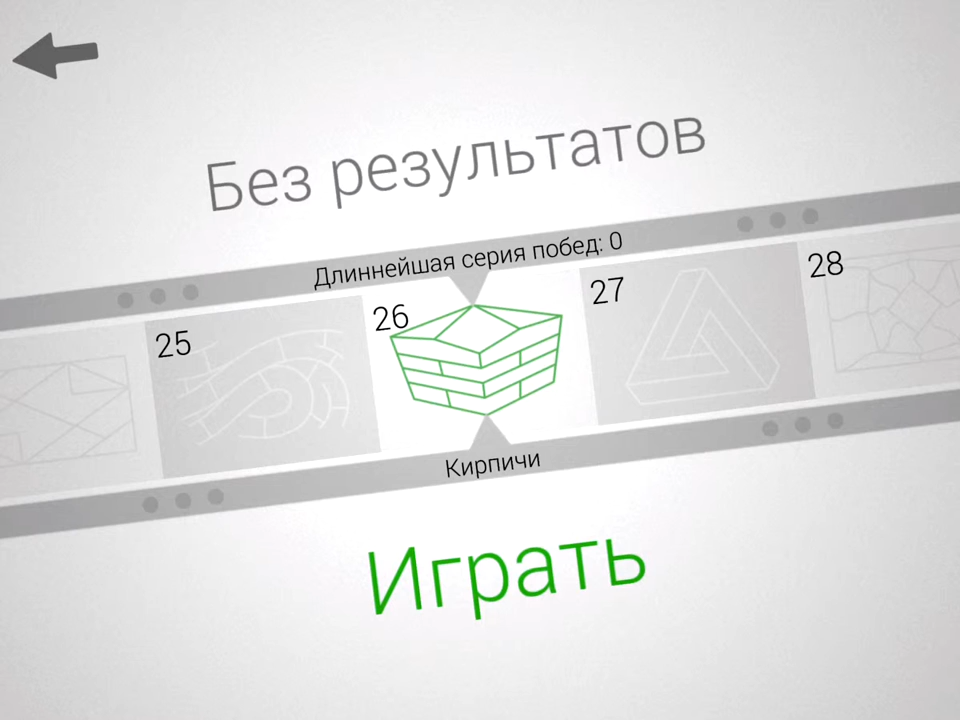 Без результатов
Длиннейшая серия побед: 0
25
26
27
28
Кирпичи
Играть